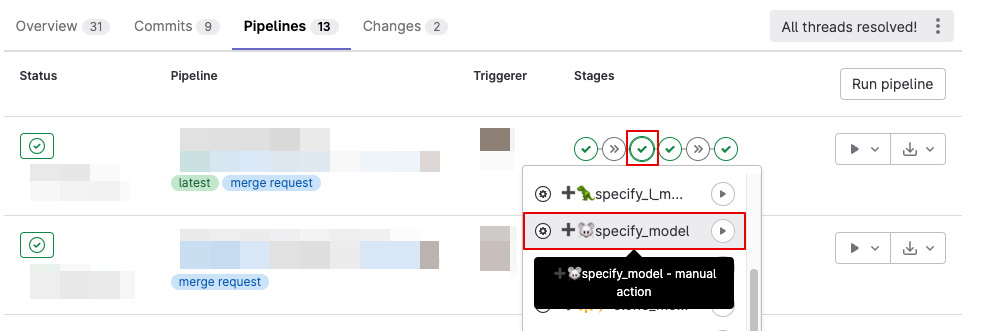 Overview 31 Commits 9 Pipelines 13 Changes 2 All threads resolved!
Status Pipeline Triggerer Stages Run pipeline
latest merge request
➕🦖specify_l_m...
➕🐭specify_model
merge request
➕🐭specify_model - manual
action